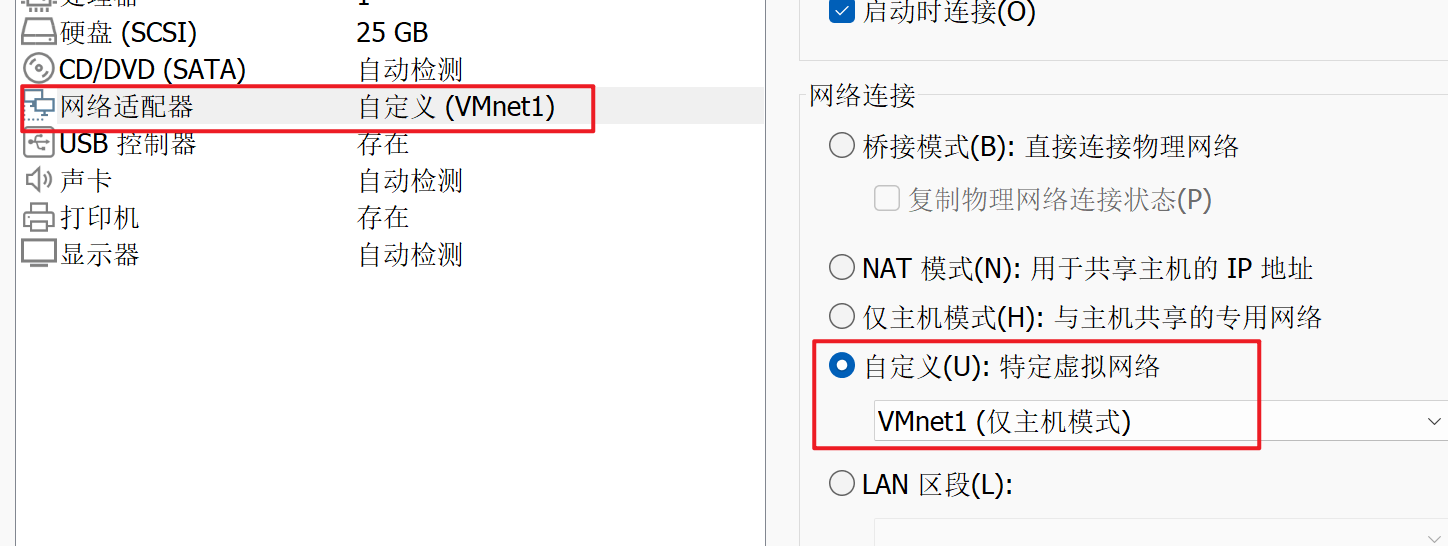 处理器 1
硬盘 (SCSI) 25 GB
CD/DVD (SATA) 自动检测
网络适配器 自定义 (VMnet1)
USB 控制器 存在
声卡 自动检测
打印机 存在
显示器 自动检测
启动时连接(O)
网络连接
桥接模式(B): 直接连接物理网络
复制物理网络连接状态(P)
NAT 模式(N): 用于共享主机的 IP 地址
仅主机模式(H): 与主机共享的专用网络
自定义(U): 特定虚拟网络
VMnet1 (仅主机模式)
LAN 区段(L):